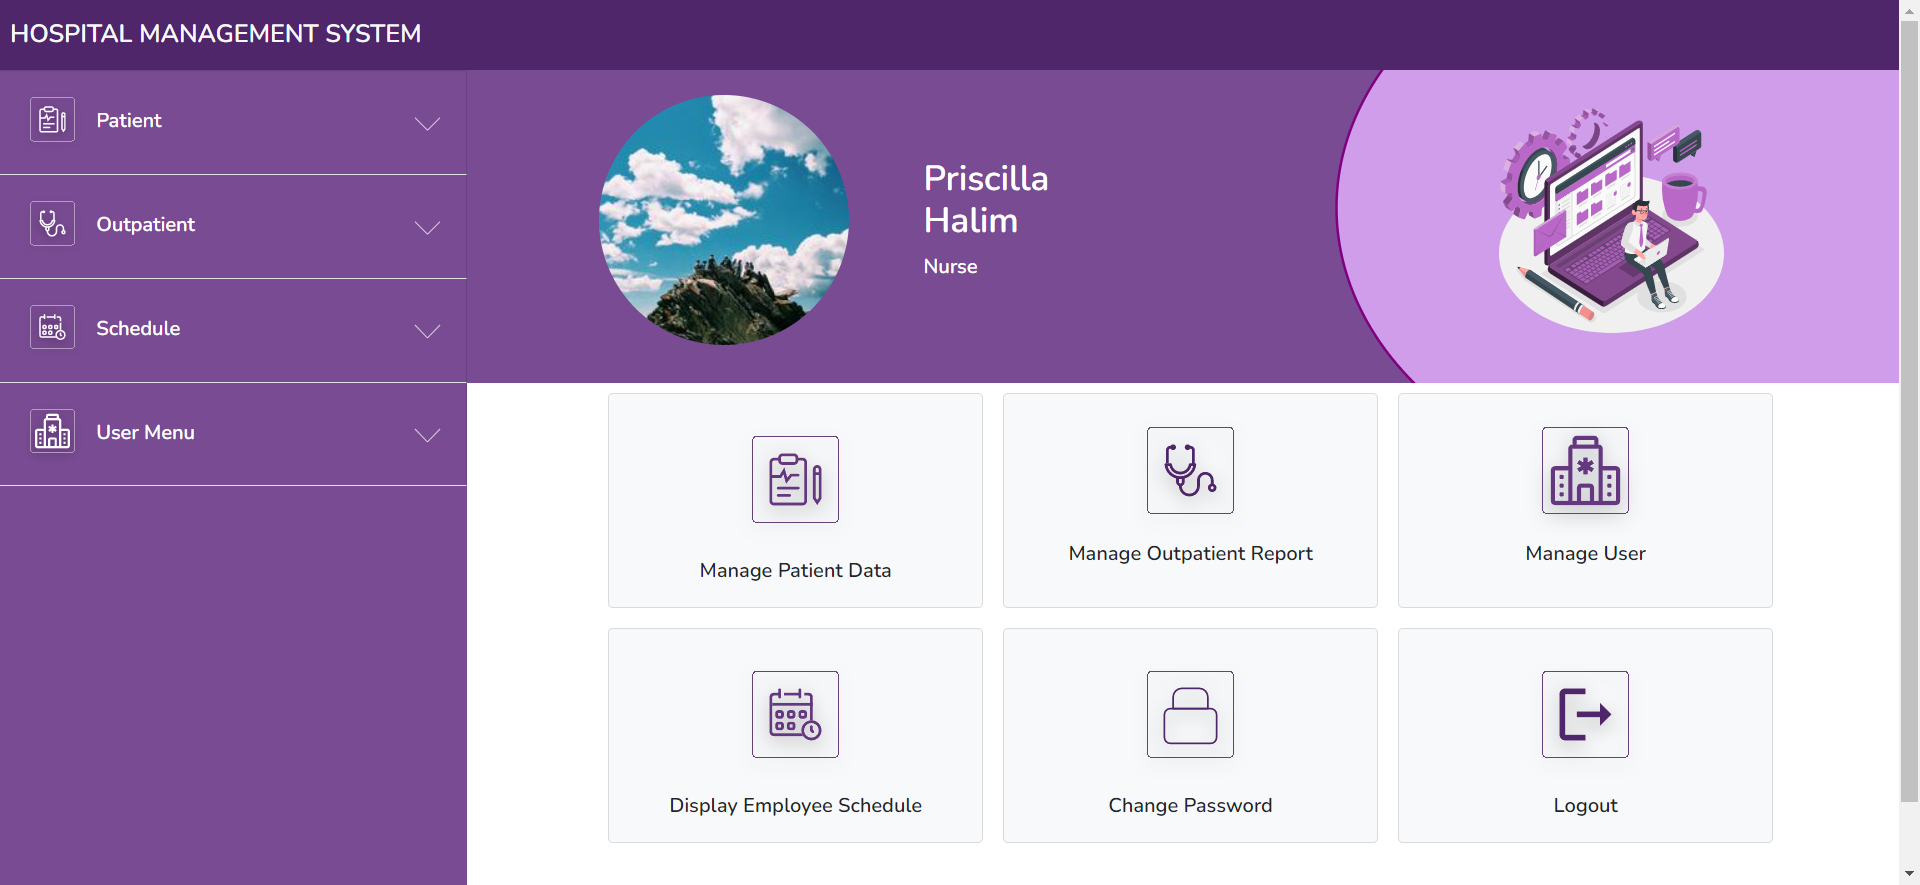 HOSPITAL MANAGEMENT SYSTEM
Patient
Outpatient
Schedule
User Menu
Priscilla
Halim
Nurse
Manage Patient Data
Manage Outpatient Report
Manage User
Display Employee Schedule
Change Password
Logout